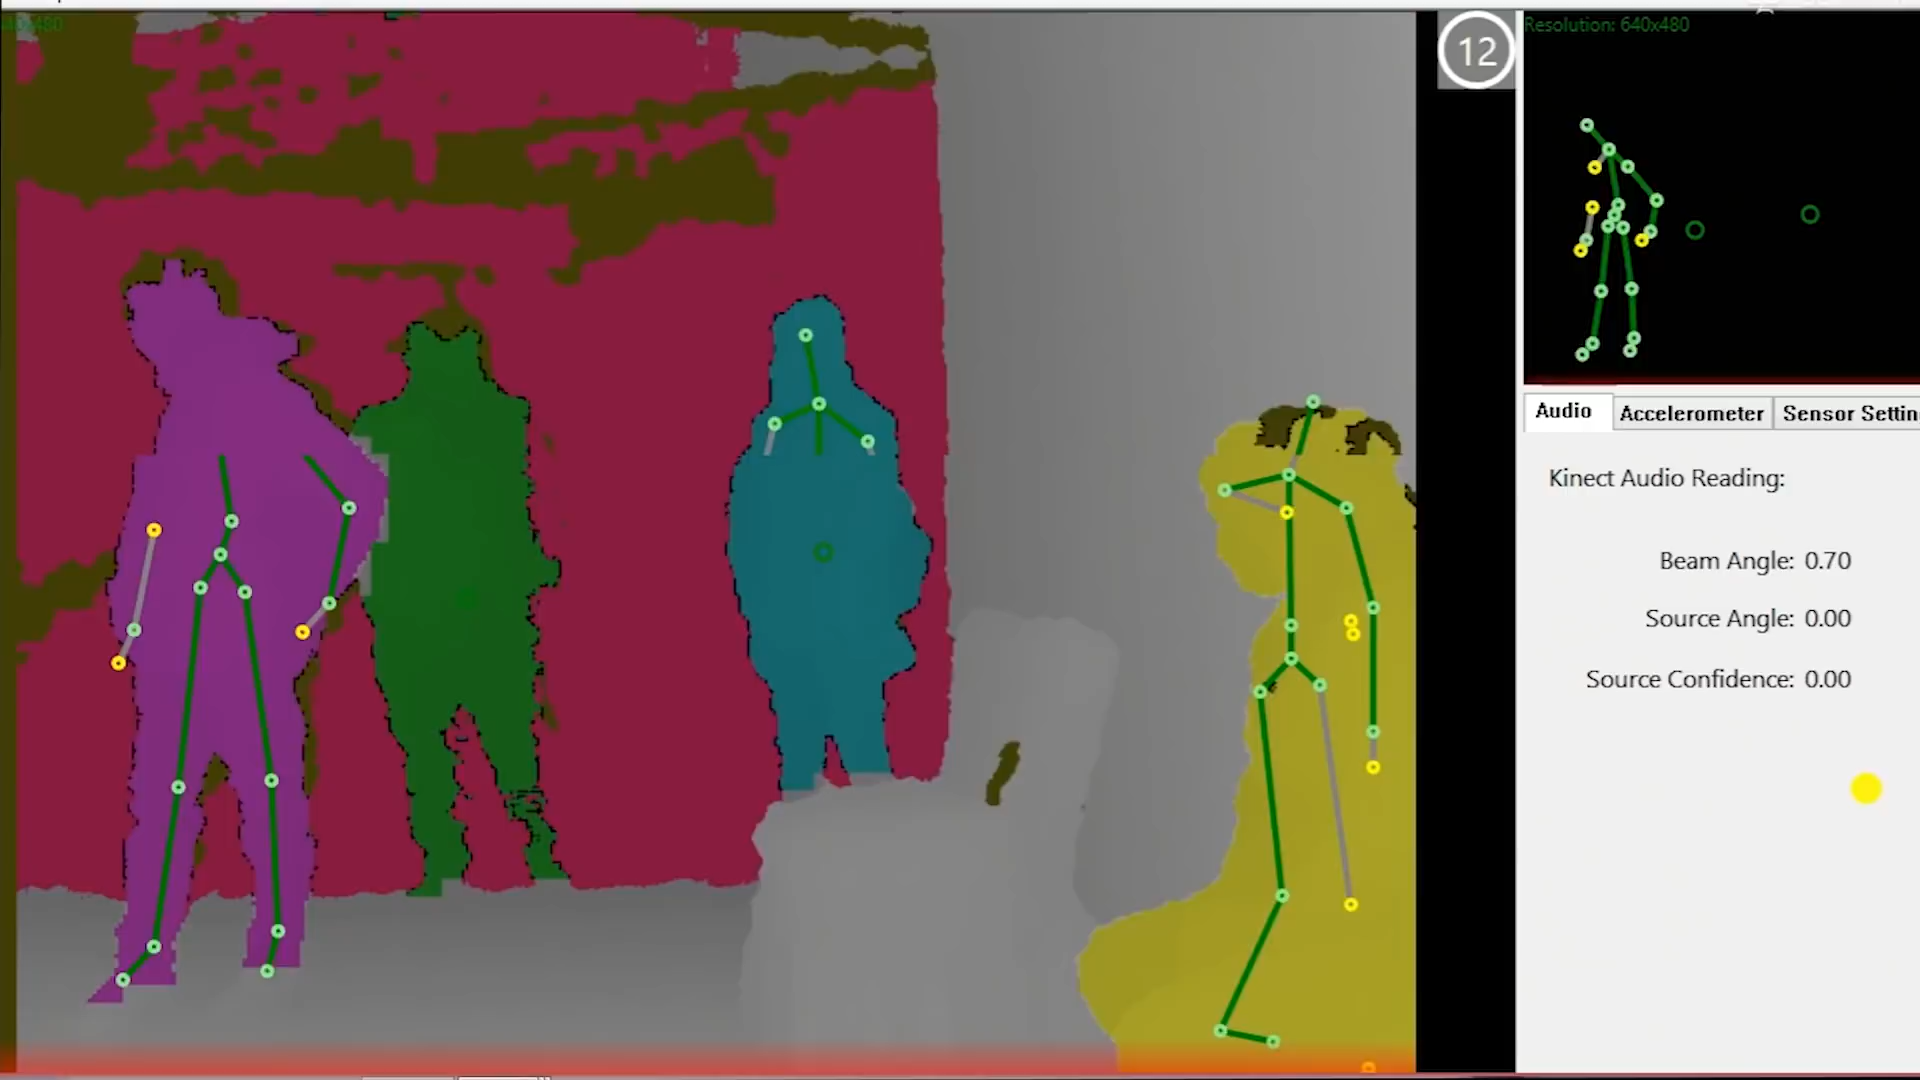 12
Resolution: 640x480
Audio
Accelerometer
Kinect Audio Reading:
Beam Angle: 0.70
Source Angle: 0.00
Source Confidence: 0.00
Sensor